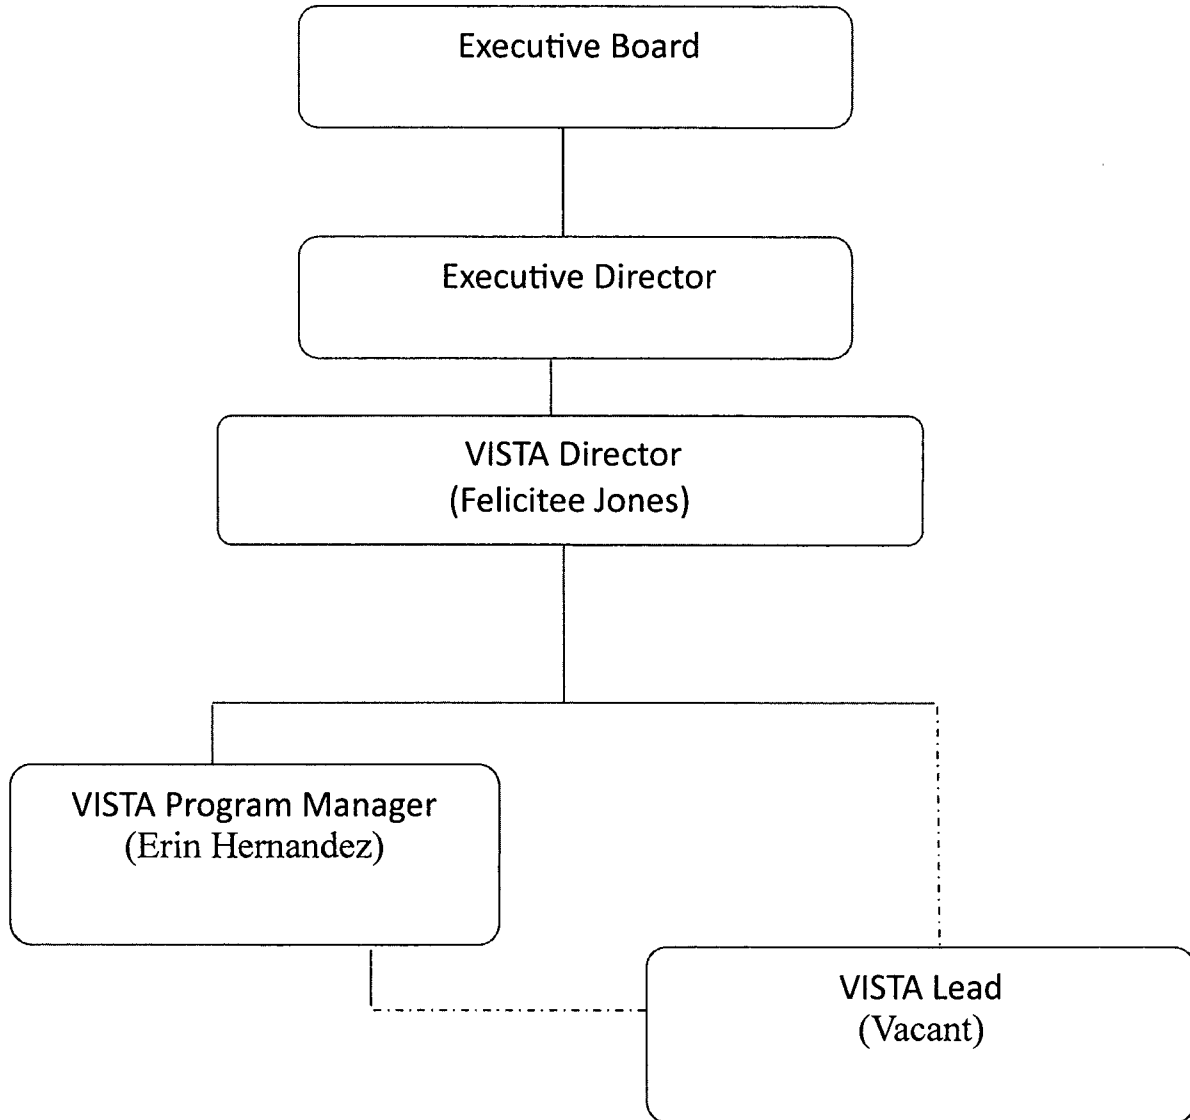 Executive Board
Executive Director
VISTA Director
(Felicitee Jones)
VISTA Program Manager
(Erin Hernandez)
VISTA Lead
(Vacant)